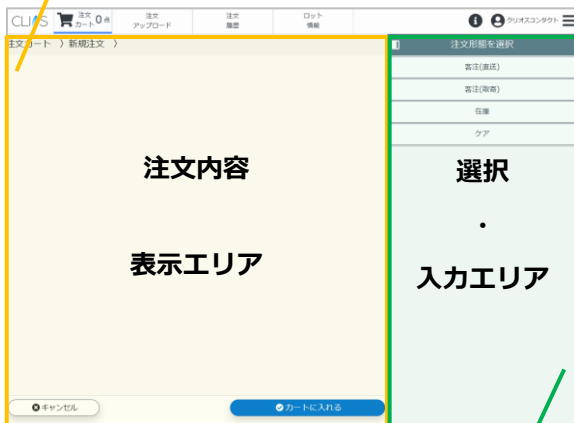 CLIAS
注文
カート 0 点
注文
アップロード
注文
履歴
ロット
情報
クリオスコンタクト
注文カート 〉新規注文 〉
注文形態を選択
客注(直送)
客注(取寄)
在庫
ケア
注文内容
表示エリア
選択
・
入力エリア
キャンセル
カートに入れる